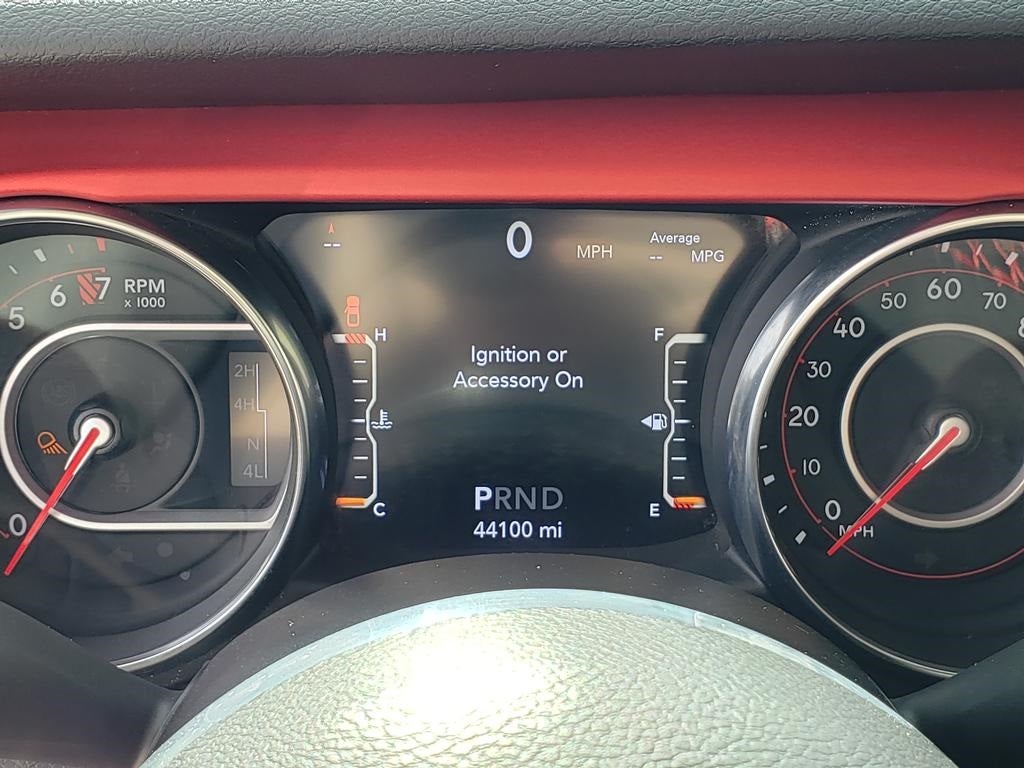 0
MPH
Average
-- MPG
--
5
6
7
RPM
x 1000
0
2H
4H
N
4L
H
C
Ignition or
Accessory On
F
E
PRND
44100 mi
0
10
20
30
40
50
60
70
MPH